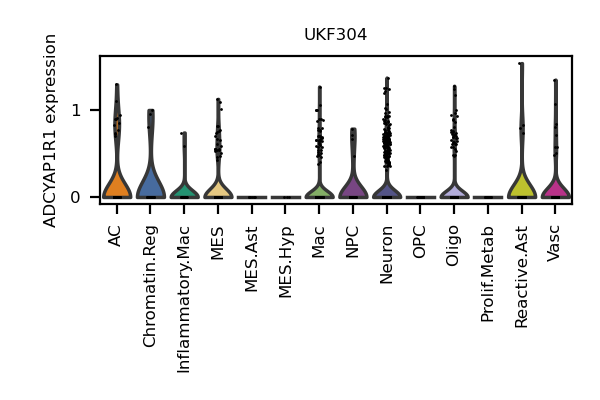 UKF304
ADCYAP1R1 expression
1
0
AC
Chromatin.Reg
Inflammatory.Mac
MES
MES.Ast
MES.Hyp
Mac
NPC
Neuron
OPC
Oligo
Prolif.Metab
Reactive.Ast
Vasc